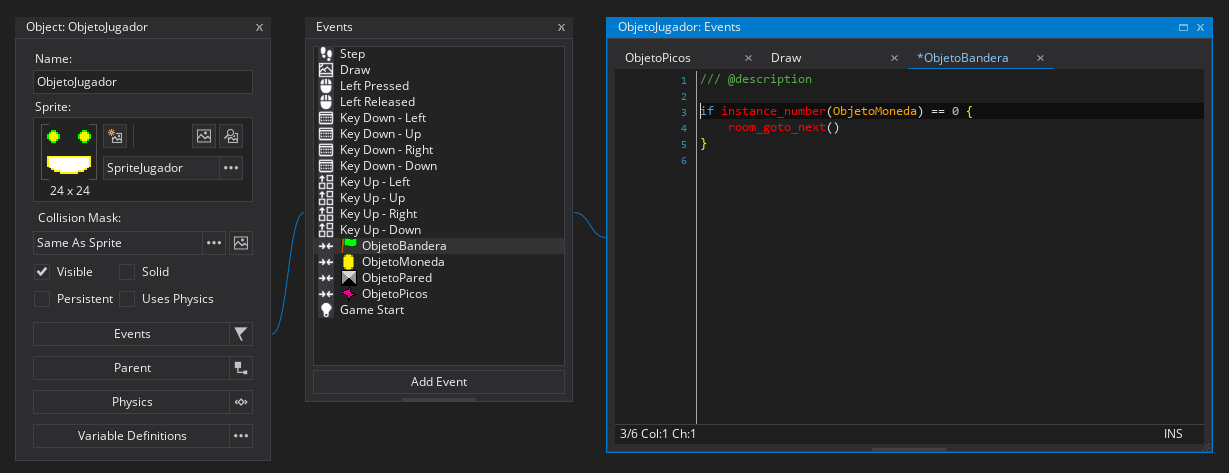 Object: ObjetoJugador
Name:
ObjetoJugador
Sprite:
SpriteJugador
24 x 24
Collision Mask:
Same As Sprite
Visible
Solid
Persistent
Uses Physics
Events
Parent
Physics
Variable Definitions
Events
Step
Draw
Left Pressed
Left Released
Key Down - Left
Key Down - Up
Key Down - Right
Key Down - Down
Key Up - Left
Key Up - Up
Key Up - Right
Key Up - Down
ObjetoBandera
ObjetoMoneda
ObjetoPared
ObjetoPicos
Game Start
Add Event
ObjetoJugador: Events
ObjetoPicos
Draw
*ObjetoBandera
1 /// @description
2
3 if instance_number(ObjetoMoneda) == 0 {
4 room_goto_next()
5 }
6
3/6 Col:1 Ch:1
INS